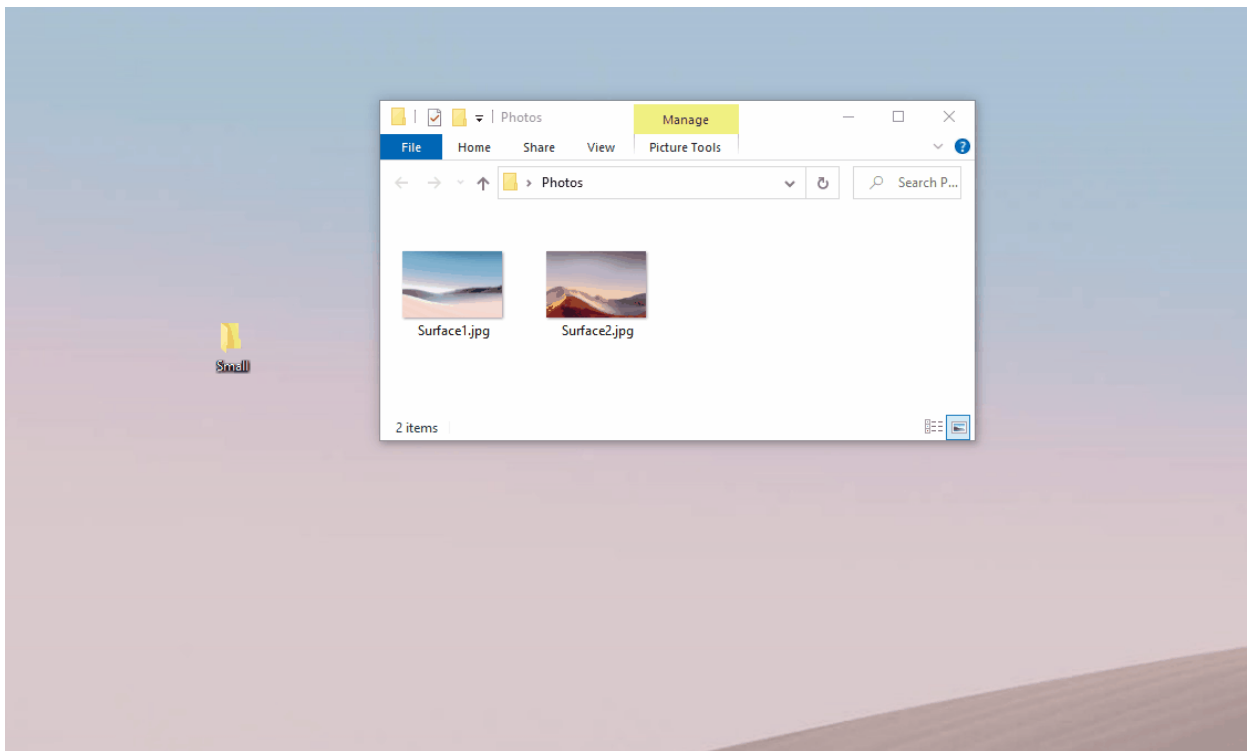 Photos
Manage
File Home Share View Picture Tools
Photos
Search P...
Surface1.jpg Surface2.jpg
Small
2 items